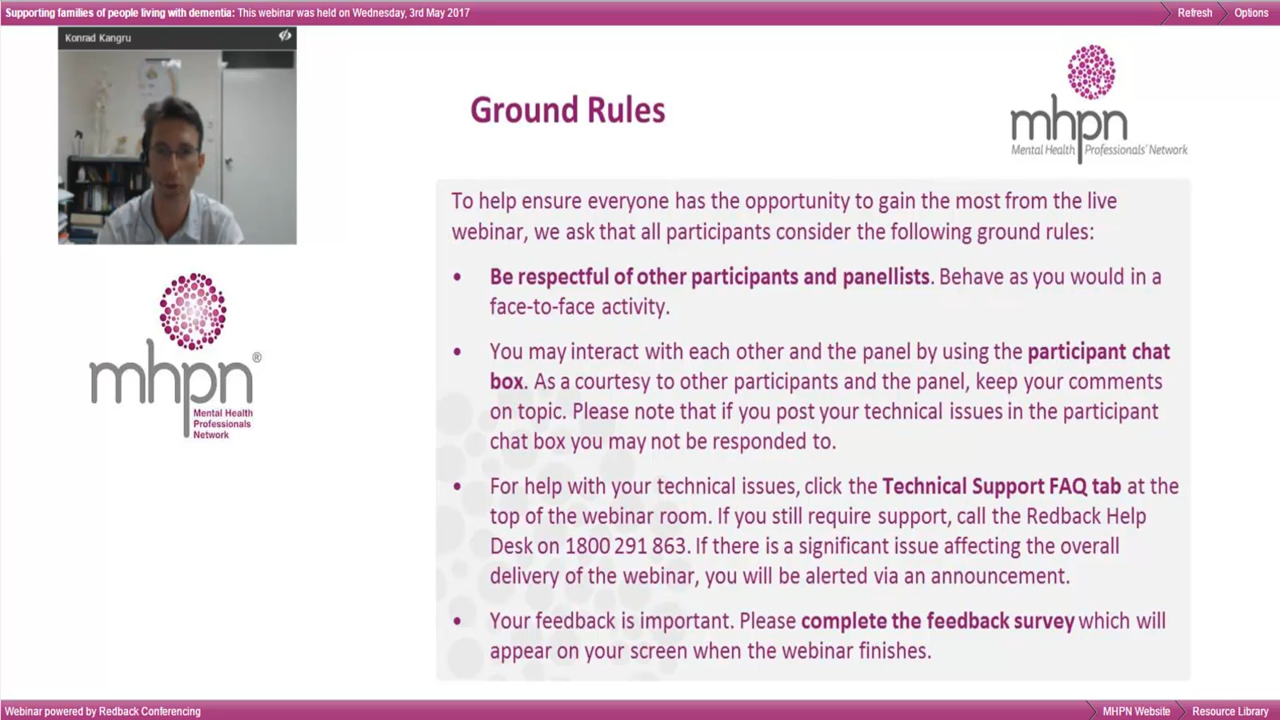 Supporting families of people living with dementia: This webinar was held on Wednesday, 3rd May 2017
Refresh
Options
Konrad Kangru
Ground Rules
mhpn
Mental Health Professionals' Network
mhpn®
Mental Health
Professionals
Network
To help ensure everyone has the opportunity to gain the most from the live
webinar, we ask that all participants consider the following ground rules:
• Be respectful of other participants and panellists. Behave as you would in a
face-to-face activity.
• You may interact with each other and the panel by using the participant chat
box. As a courtesy to other participants and the panel, keep your comments
on topic. Please note that if you post your technical issues in the participant
chat box you may not be responded to.
• For help with your technical issues, click the Technical Support FAQ tab at the
top of the webinar room. If you still require support, call the Redback Help
Desk on 1800 291 863. If there is a significant issue affecting the overall
delivery of the webinar, you will be alerted via an announcement.
• Your feedback is important. Please complete the feedback survey which will
appear on your screen when the webinar finishes.
Webinar powered by Redback Conferencing
MHPN Website
Resource Library